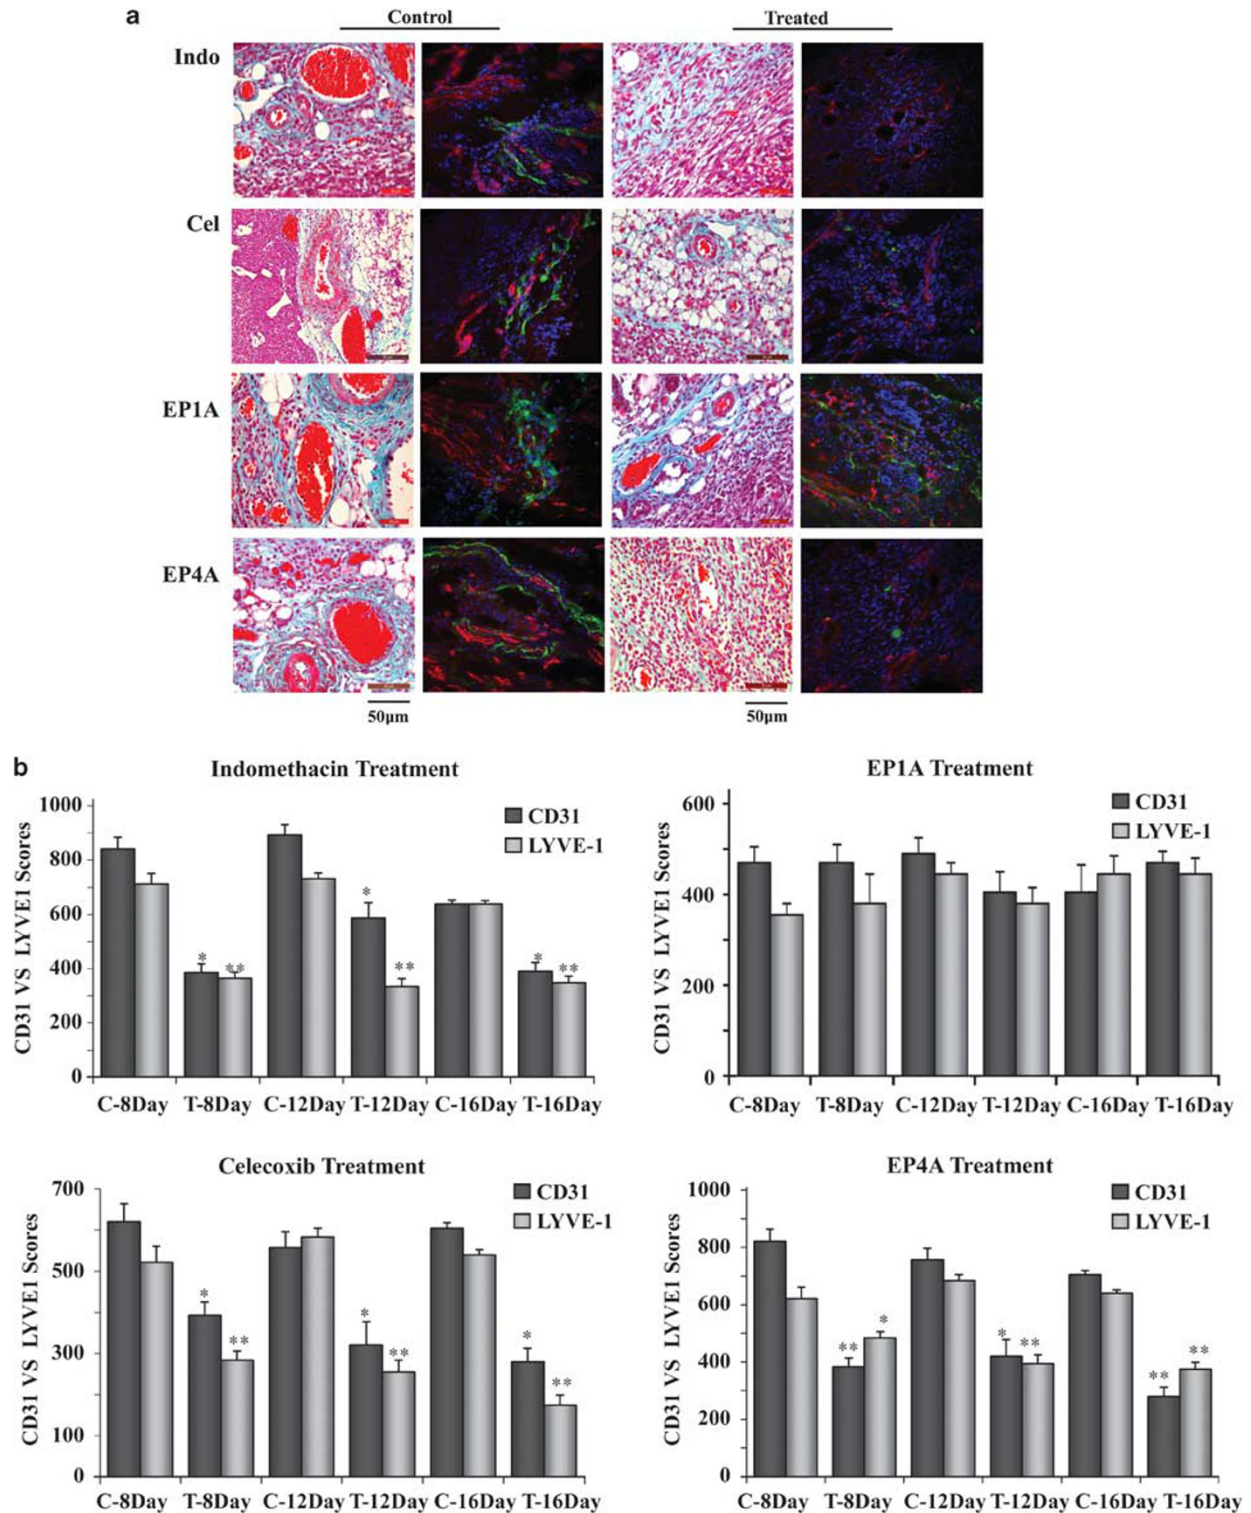 a
Control
Treated
Indo
Cel
EP1A
EP4A
50μm
50μm
b
Indomethacin Treatment
CD31 VS LYVE1 Scores
1000
800
600
400
200
0
CD31
LYVE-1
*
**
*
**
*
**
C-8Day T-8Day C-12Day T-12Day C-16Day T-16Day
EP1A Treatment
CD31 VS LYVE1 Scores
600
400
200
0
CD31
LYVE-1
C-8Day T-8Day C-12Day T-12Day C-16Day T-16Day
Celecoxib Treatment
CD31 VS LYVE1 Scores
700
500
300
100
0
CD31
LYVE-1
*
**
*
**
*
**
C-8Day T-8Day C-12Day T-12Day C-16Day T-16Day
EP4A Treatment
CD31 VS LYVE1 Scores
1000
800
600
400
200
0
CD31
LYVE-1
**
*
*
**
**
**
C-8Day T-8Day C-12Day T-12Day C-16Day T-16Day